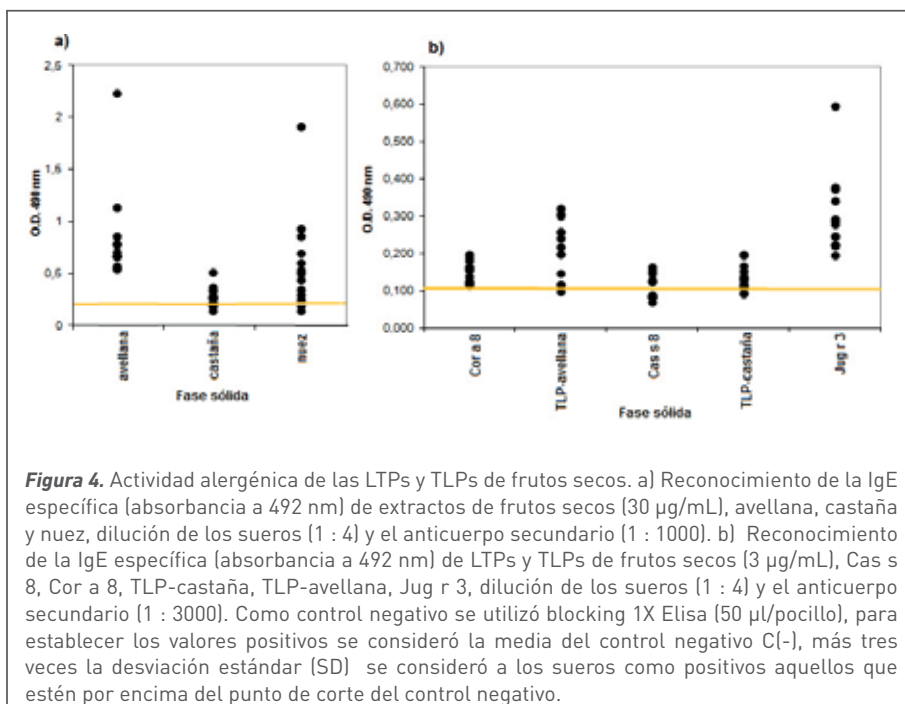 a)
b)
2,5
2
1,5
1
0,5
0
O.D. 490 nm
avellana
castaña
nuez
Fase sólida
0,700
0,600
0,500
0,400
0,300
0,200
0,100
0.000
O.D. 490 nm
Cor a 8
TLP-avellana
Cas s 8
TLP-castaña
Jug r 3
Fase sólida
Figura 4. Actividad alergénica de las LTPs y TLPs de frutos secos. a) Reconocimiento de la IgE
específica (absorbancia a 492 nm) de extractos de frutos secos (30 µg/mL), avellana, castaña
y nuez, dilución de los sueros (1 : 4) y el anticuerpo secundario (1 : 1000). b) Reconocimiento
de la IgE específica (absorbancia a 492 nm) de LTPs y TLPs de frutos secos (3 µg/mL), Cas s
8, Cor a 8, TLP-castaña, TLP-avellana, Jug r 3, dilución de los sueros (1 : 4) y el anticuerpo
secundario (1 : 3000). Como control negativo se utilizó blocking 1X Elisa (50 µl/pocillo), para
establecer los valores positivos se consideró la media del control negativo C(-), más tres
veces la desviación estándar (SD) se consideró a los sueros como positivos aquellos que
estén por encima del punto de corte del control negativo.